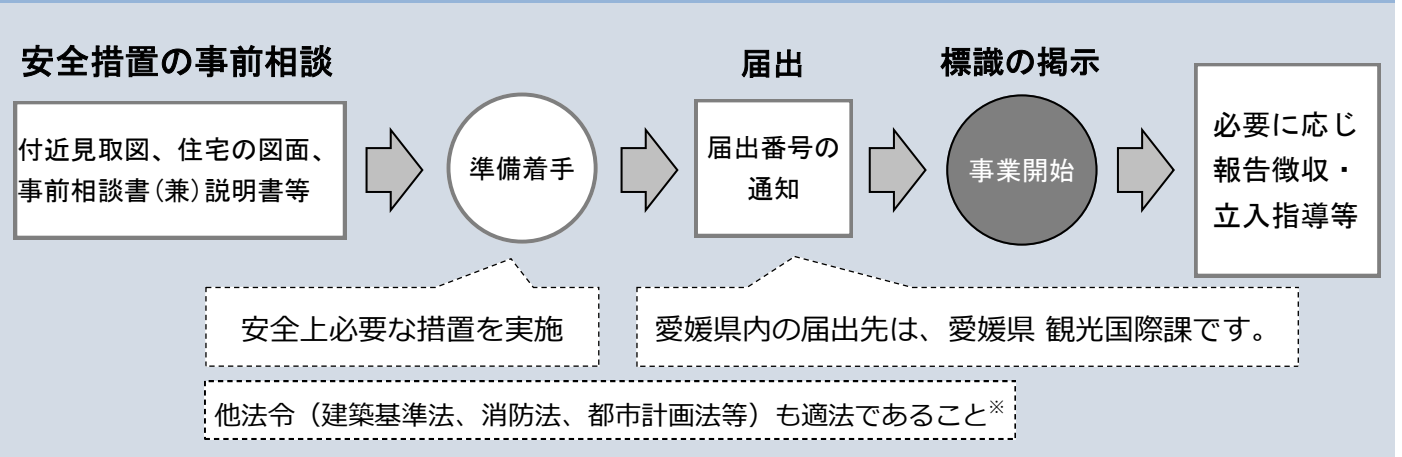 安全措置の事前相談
付近見取図、住宅の図面、
事前相談書(兼)説明書等
準備着手
届出
届出番号の
通知
標識の掲示
事業開始
必要に応じ
報告徴収・
立入指導等
安全上必要な措置を実施
愛媛県内の届出先は、愛媛県 観光国際課です。
他法令（建築基準法、消防法、都市計画法等）も適法であること※